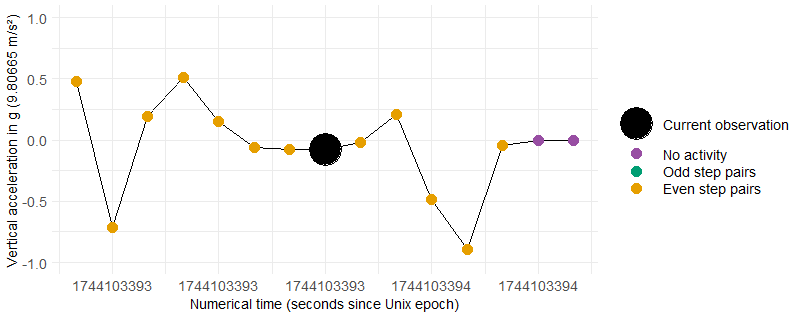 Vertical acceleration in g (9.80665 m/s²)
1.0
0.5
0.0
-0.5
-1.0
1744103393 1744103393 1744103393 1744103394 1744103394
Numerical time (seconds since Unix epoch)
Current observation
No activity
Odd step pairs
Even step pairs